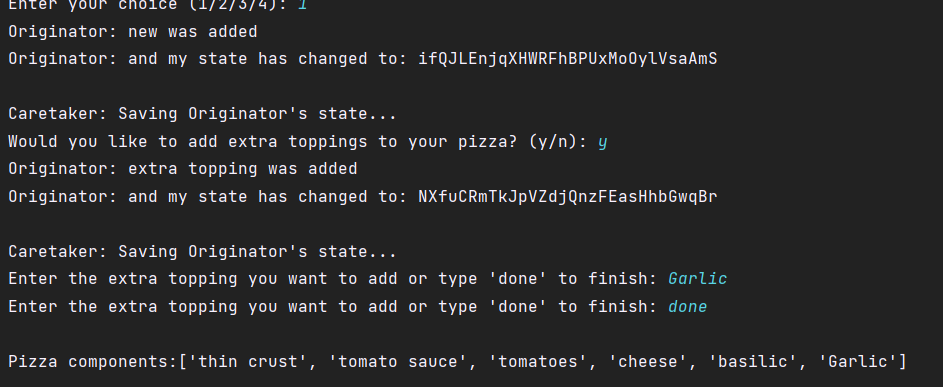 Enter your choice (1/2/3/4): 1
Originator: new was added
Originator: and my state has changed to: ifQJLEnjqXHWRFhBPUxMoOylVsaAmS
Caretaker: Saving Originator's state...
Would you like to add extra toppings to your pizza? (y/n): y
Originator: extra topping was added
Originator: and my state has changed to: NXfuCRmTkJpVZdjQnzFEasHhbGwqBr
Caretaker: Saving Originator's state...
Enter the extra topping you want to add or type 'done' to finish: Garlic
Enter the extra topping you want to add or type 'done' to finish: done
Pizza components:['thin crust', 'tomato sauce', 'tomatoes', 'cheese', 'basilic', 'Garlic']